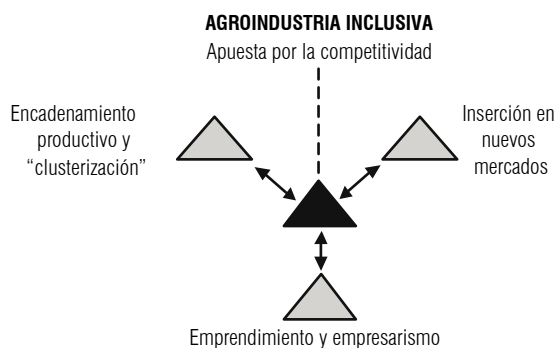 AGROINDUSTRIA INCLUSIVA
Apuesta por la competitividad
Encadenamiento
productivo y
“clusterización”
Inserción en
nuevos
mercados
Emprendimiento y empresarismo